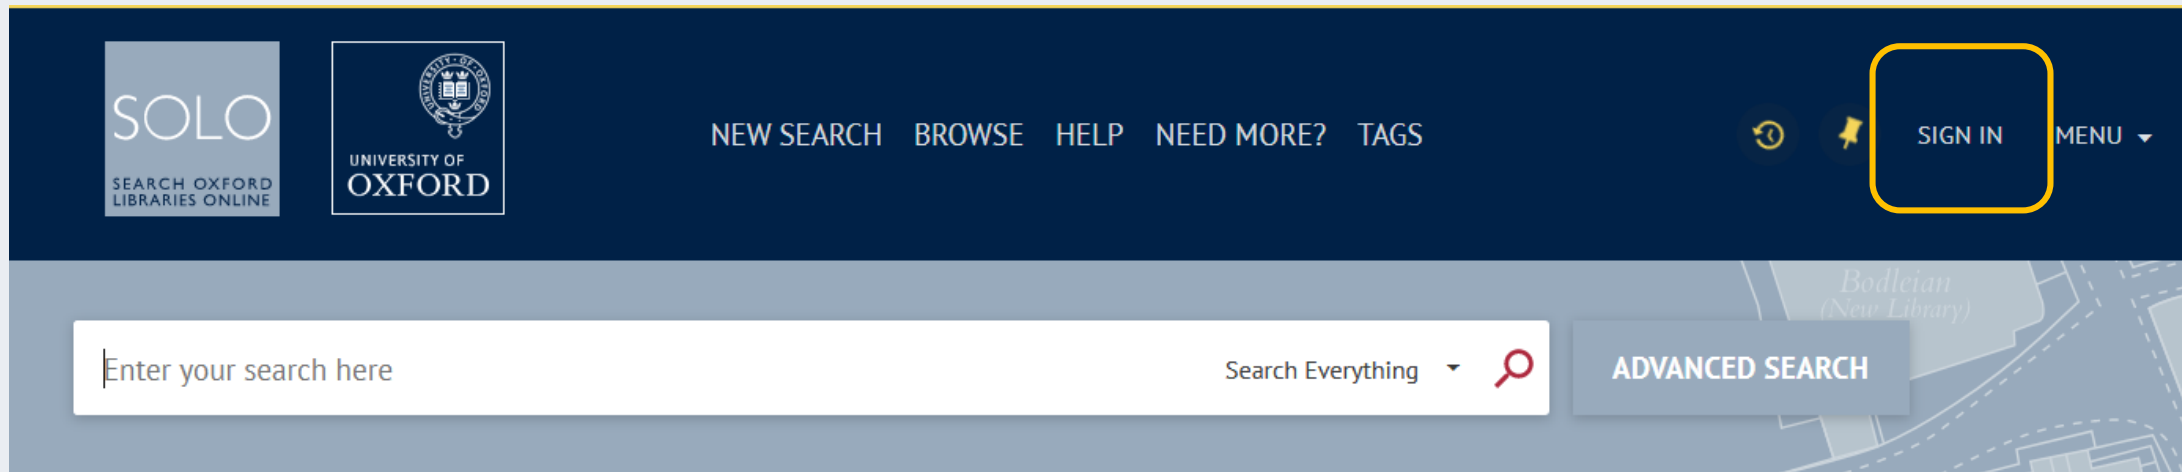 SOLO
SEARCH OXFORD
LIBRARIES ONLINE
UNIVERSITY OF
OXFORD
NEW SEARCH BROWSE HELP NEED MORE? TAGS
SIGN IN
MENU
Enter your search here
Search Everything
ADVANCED SEARCH
Bodleian
(New Library)